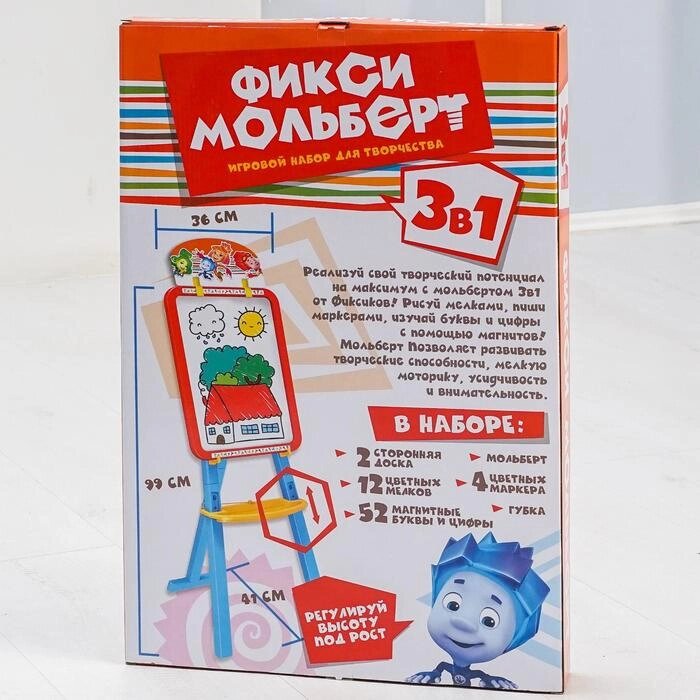 ФИКСИ
МОЛЬБЕРТ
ИГРОВОЙ НАБОР ДЛЯ ТВОРЧЕСТВА
3в1
36 СМ
Реализуй свой творческий потенциал
на максимум с мольбертом 3в1
от Фиксиков! Рисуй мелками, пиши
маркерами, изучай буквы и цифры
с помощью магнитов!
Мольберт Позволяет развивать
творческие способности, мелкую
моторику, усидчивость
и внимательность.
В НАБОРЕ:
2 СТОРОННЯЯ ДОСКА
МОЛЬБЕРТ
12 ЦВЕТНЫХ МЕЛКОВ
4 ЦВЕТНЫХ МАРКЕРА
52 МАГНИТНЫЕ БУКВЫ И ЦИФРЫ
ГУБКА
99 СМ
41 СМ
РЕГУЛИРУЙ
ВЫСОТУ
ПОД РОСТ